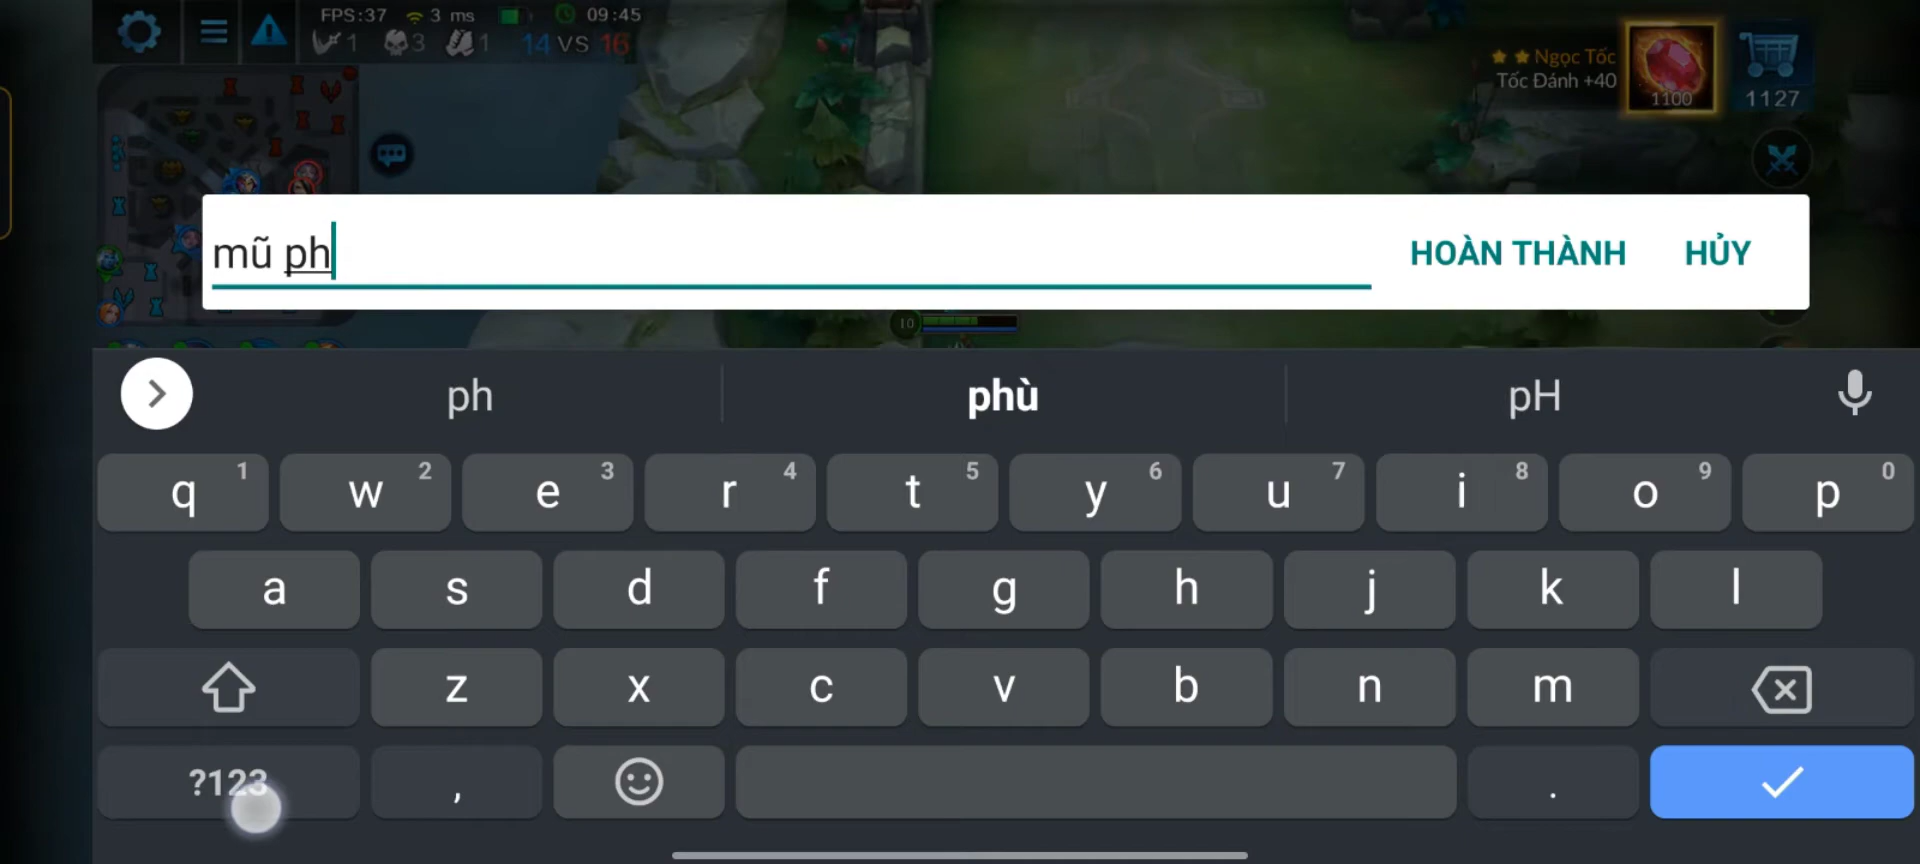 FPS:37 3 ms 09:45
1 3 1 14 VS 16
Ngọc Tốc
Tốc Đánh +40
1100
1127
mũ ph
HOÀN THÀNH HỦY
10
ph phù pH
q 1 w 2 e 3 r 4 t 5 y 6 u 7 i 8 o 9 p 0
a s d f g h j k l
z x c v b n m
?123 , .